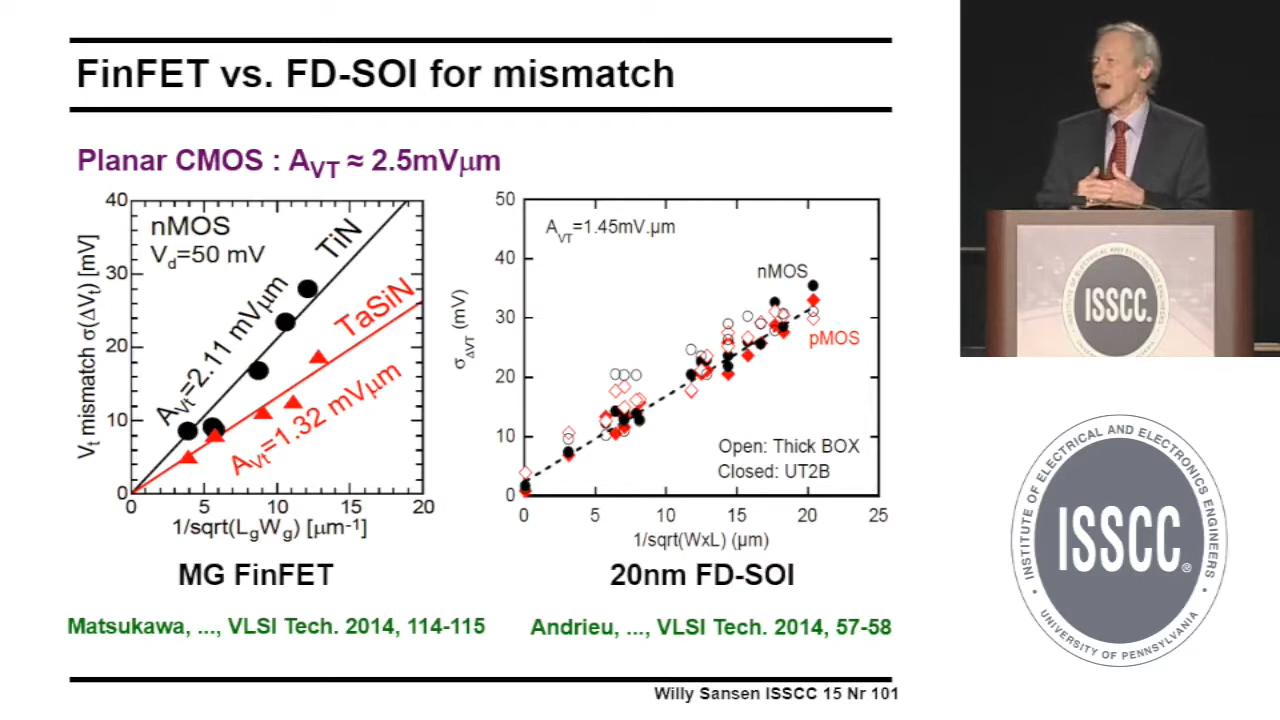 FinFET vs. FD-SOI for mismatch
Planar CMOS : AVT ≈ 2.5mVμm
40
30
20
10
0
Vt mismatch σ(ΔVt) [mV]
nMOS
Vd=50 mV
TiN
AVt=2.11 mVμm
TaSiN
AVt=1.32 mVμm
0 5 10 15 20
1/sqrt(LgWg) [μm-1]
MG FinFET
Matsukawa, ..., VLSI Tech. 2014, 114-115
50
40
30
20
10
0
σΔVT (mV)
AVT=1.45mV.μm
nMOS
pMOS
Open: Thick BOX
Closed: UT2B
0 5 10 15 20 25
1/sqrt(WxL) (μm)
20nm FD-SOI
Andrieu, ..., VLSI Tech. 2014, 57-58
Willy Sansen ISSCC 15 Nr 101
ISSCC.
INSTITUTE OF ELECTRICAL AND ELECTRONICS ENGINEERS
ISSCC®
UNIVERSITY OF PENNSYLVANIA